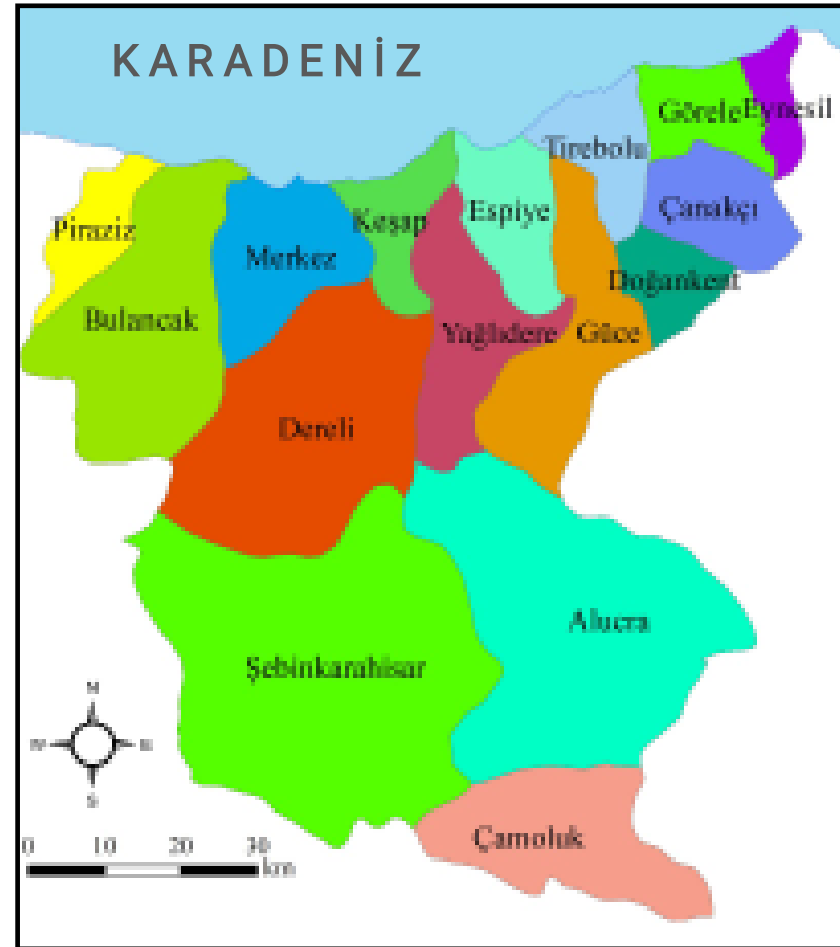 KARADENİZ
Görele
Eynesil
Tirebolu
Piraziz
Keşap
Espiye
Çanakçı
Merkez
Doğankent
Bulancak
Yağlıdere
Güce
Dereli
Alucra
Şebinkarahisar
N
W
E
S
Çamoluk
0 10 20 30
km